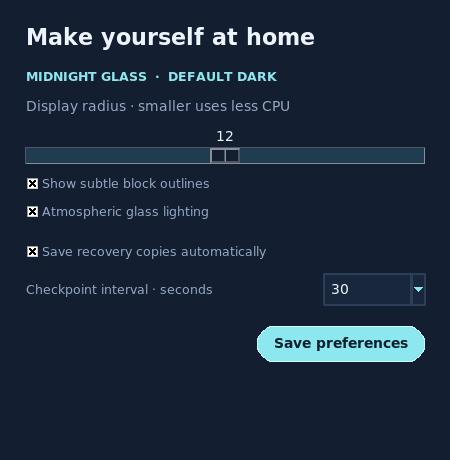 Make yourself at home
MIDNIGHT GLASS · DEFAULT DARK
Display radius · smaller uses less CPU
12
Show subtle block outlines
Atmospheric glass lighting
Save recovery copies automatically
Checkpoint interval · seconds 30
Save preferences